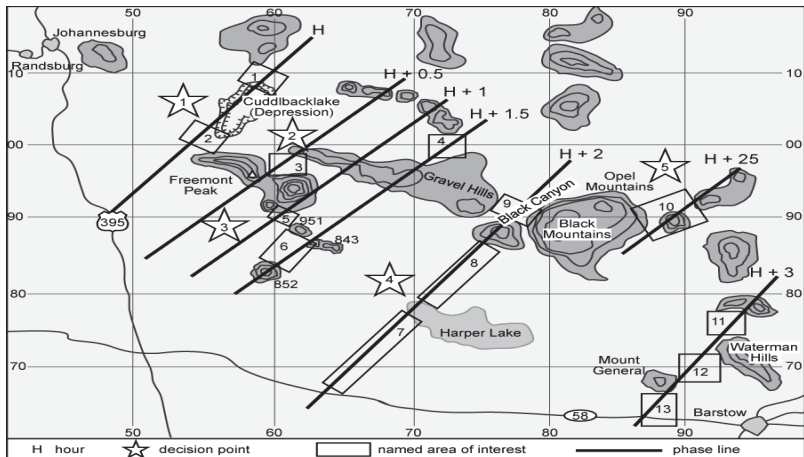 50 60 70 80 90
Johannesburg
H
Randsburg
10 10
1
H + 0.5
1
Cuddlbacklake
(Depression)
H + 1
2
2
H + 1.5
00 00
4
5
H + 25
3
H + 2
Opel
Mountains
Freemont
Peak
Gravel Hills
9
Black Canyon
10
90 90
395
5
951
3
Black
Mountains
6
843
8
852
4
H + 3
80 80
7
Harper Lake
11
Waterman
Hills
70 70
Mount
General
12
13
58
Barstow
50 60 70 80 90
H hour decision point named area of interest phase line